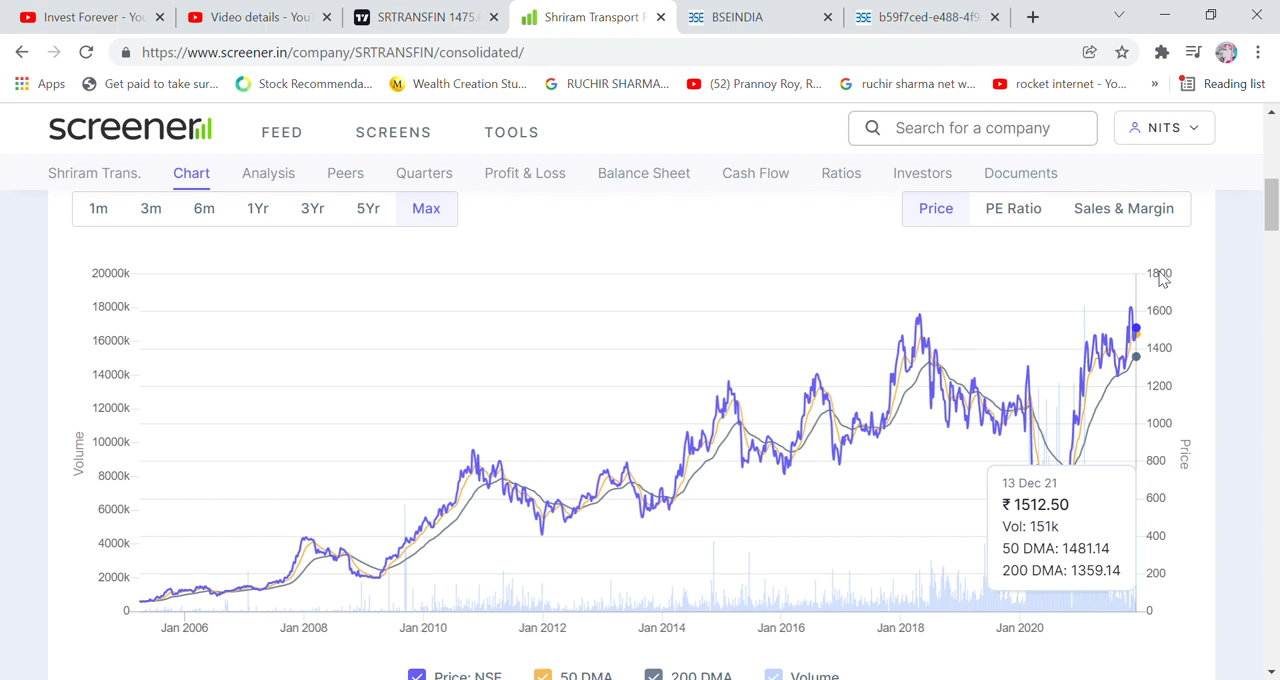 Invest Forever - You
Video details - YouT
SRTRANSFIN 1475.6
Shriram Transport F
BSEINDIA
b59f7ced-e488-4f9
https://www.screener.in/company/SRTRANSFIN/consolidated/
Apps
Get paid to take sur...
Stock Recommenda...
Wealth Creation Stu...
RUCHIR SHARMA...
(52) Prannoy Roy, R...
ruchir sharma net w...
rocket internet - Yo...
»
Reading list
screener
FEED
SCREENS
TOOLS
Search for a company
NITS
Shriram Trans.
Chart
Analysis
Peers
Quarters
Profit & Loss
Balance Sheet
Cash Flow
Ratios
Investors
Documents
1m
3m
6m
1Yr
3Yr
5Yr
Max
Price
PE Ratio
Sales & Margin
20000k
18000k
16000k
14000k
12000k
10000k
8000k
6000k
4000k
2000k
0
Volume
1800
1600
1400
1200
1000
800
600
400
200
0
Price
13 Dec 21
₹ 1512.50
Vol: 151k
50 DMA: 1481.14
200 DMA: 1359.14
Jan 2006
Jan 2008
Jan 2010
Jan 2012
Jan 2014
Jan 2016
Jan 2018
Jan 2020
Price: NSE
50 DMA
200 DMA
Volume